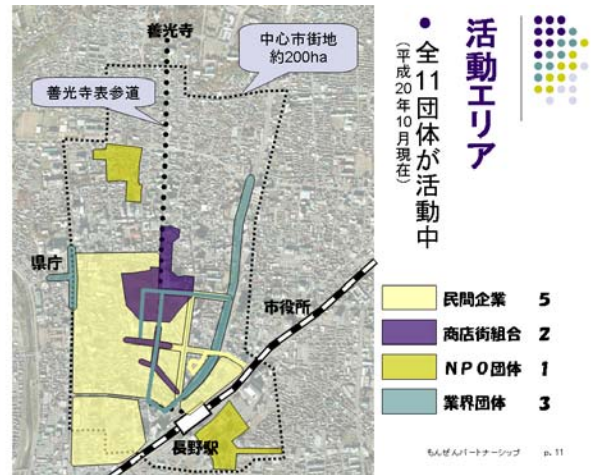 善光寺
中心市街地
約200ha
善光寺表参道
県庁
市役所
長野駅
活動エリア
● 全11団体が活動中
(平成20年10月現在)
民間企業 5
商店街組合 2
NPO団体 1
業界団体 3
もんぜんパートナーシップ p. 11